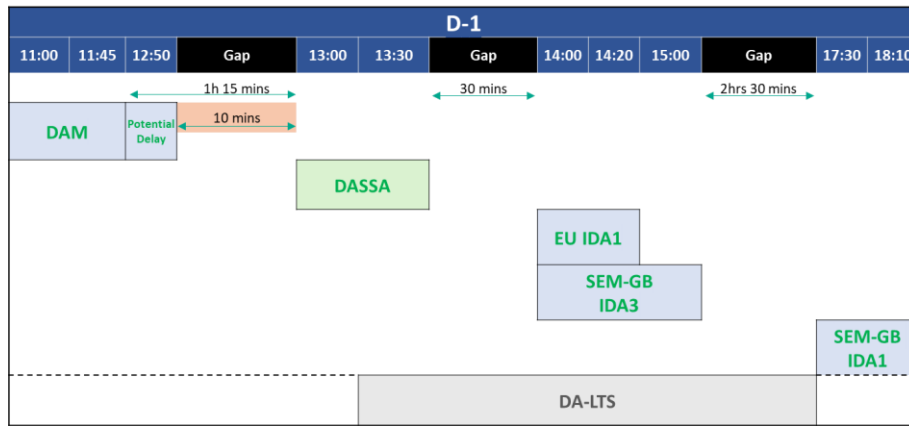 D-1
11:00 11:45 12:50 Gap 13:00 13:30 Gap 14:00 14:20 15:00 Gap 17:30 18:10
1h 15 mins 30 mins 2hrs 30 mins
10 mins
DAM
Potential
Delay
DASSA
EU IDA1
SEM-GB
IDA3
SEM-GB
IDA1
DA-LTS